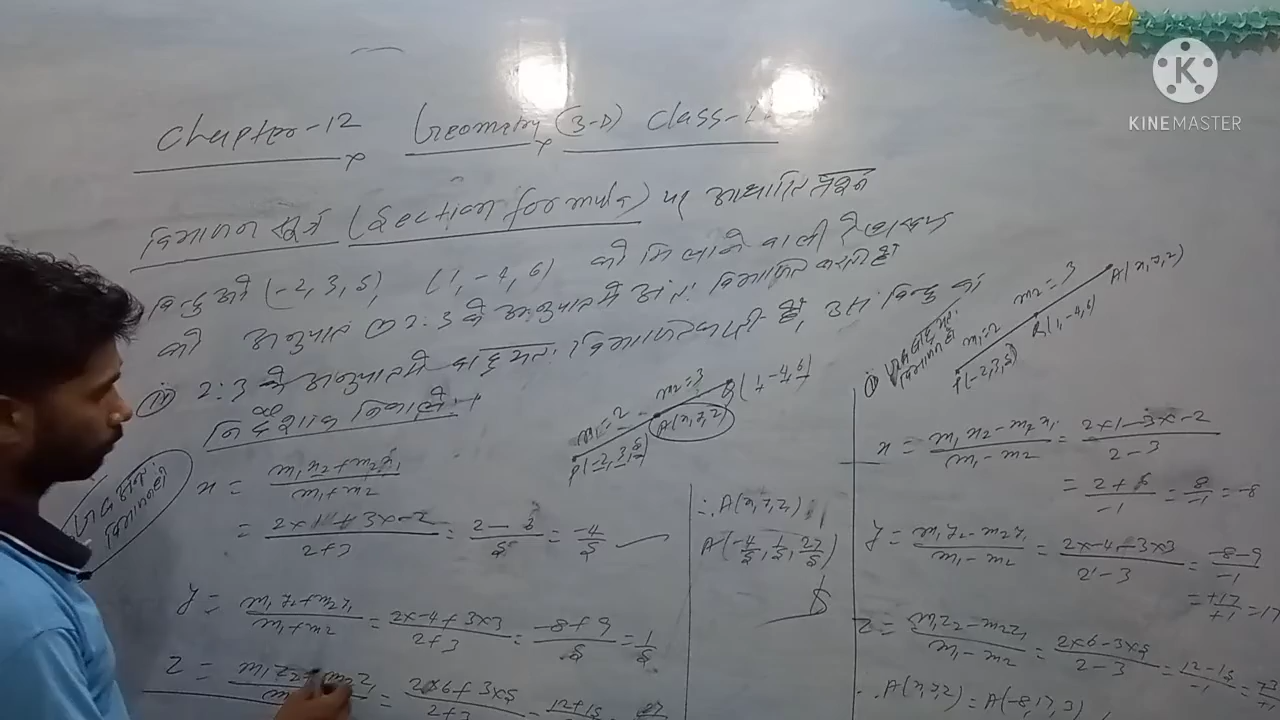 KINEMASTER
Chapter-12 Geometry (3-D) Class-1
विभाजन सूत्र (Section formula) पर आधारित
बिन्दुओं (-2, 3, 5) (1, -4, 6) को मिलाने वाली रेखाखण्ड
को अनुपात ① 2:3 के अनुपात में अंतः विभाजित करता है
(ii) 2:3 के अनुपात में बाह्यतः विभाजित करता है, उस बिन्दु का
निर्देशांक
m1=2 m2=3
P(-2,3,5) A(x,y,z) Q(1,-4,6)
x = (m1x2+m2x1)/(m1+m2)
= (2×1+3×-2)/(2+3) = = -4/5
y = (m1y2+m2y1)/(m1+m2) = (2×-4+3×3)/(2+3) = (-8+9)/5 = 1/5
z = = (2×6+3×5)/(2+3) = (12+15)/ 27/
∴ A(x,y,z)
A(-4/5, 1/5, 27/5)
m1=2 m2=3
P(-2,3,5) Q(1,-4,6) A(x,y,z)
x = (m1x2-m2x1)/(m1-m2) = (2×1-3×-2)/(2-3)
= (2+6)/-1 = 8/-1 = -8
y = (m1y2-m2y1)/(m1-m2) = (2×-4-3×3)/(2-3) = (-8-9)/-1
= +17/+1 = 17
z = (m1z2-m2z1)/(m1-m2) = (2×6-3×5)/(2-3) = (12-15)/-1 =
∴ A(x,y,z) = A(-8,17,3)